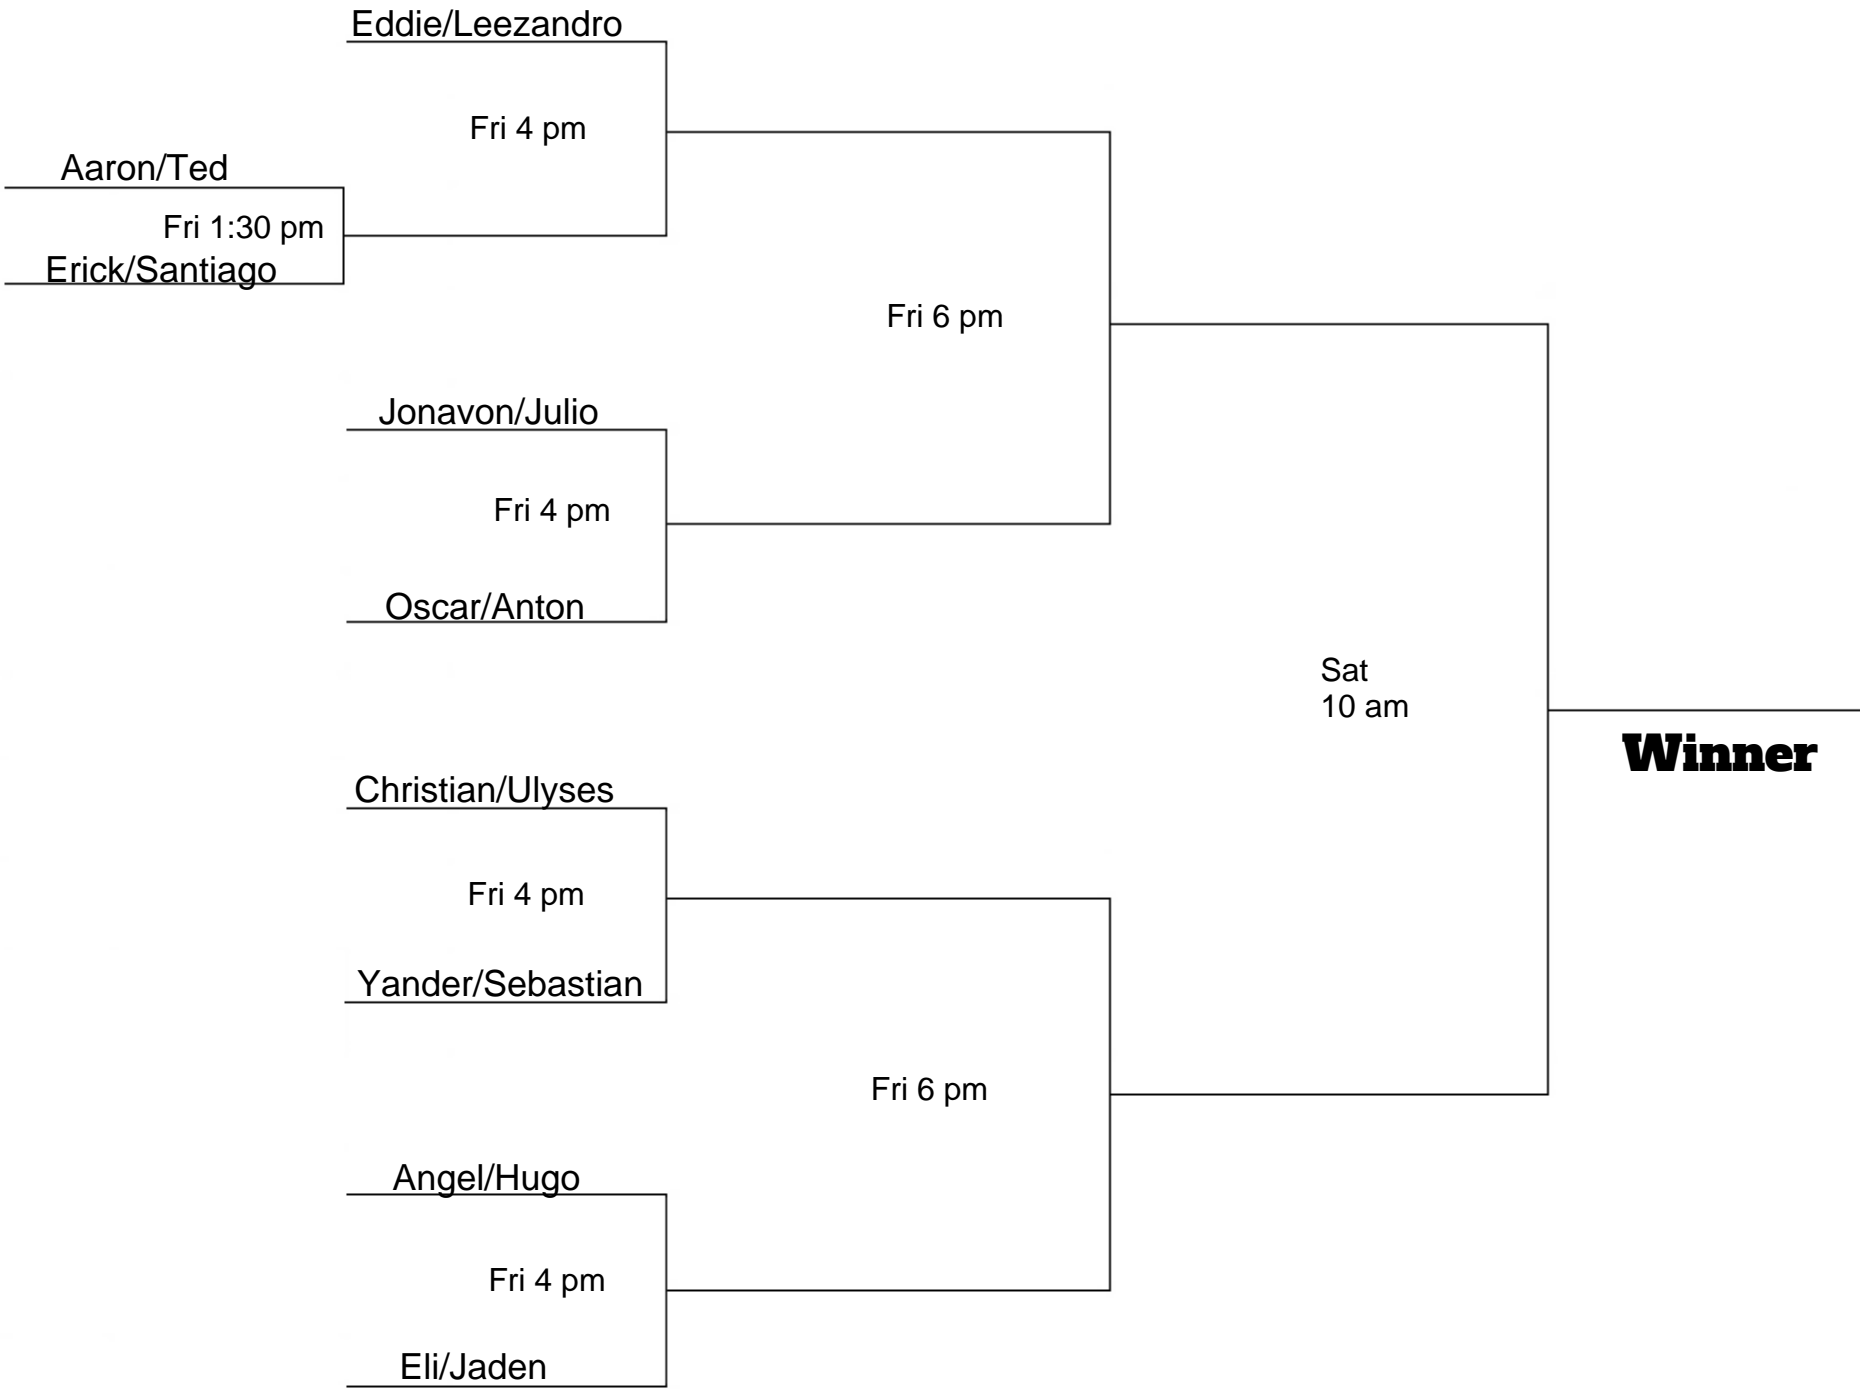 Eddie/Leezandro
Fri 4 pm
Aaron/Ted
Fri 1:30 pm
Erick/Santiago
Fri 6 pm
Jonavon/Julio
Fri 4 pm
Oscar/Anton
Sat
10 am
Winner
Christian/Ulyses
Fri 4 pm
Yander/Sebastian
Fri 6 pm
Angel/Hugo
Fri 4 pm
Eli/Jaden